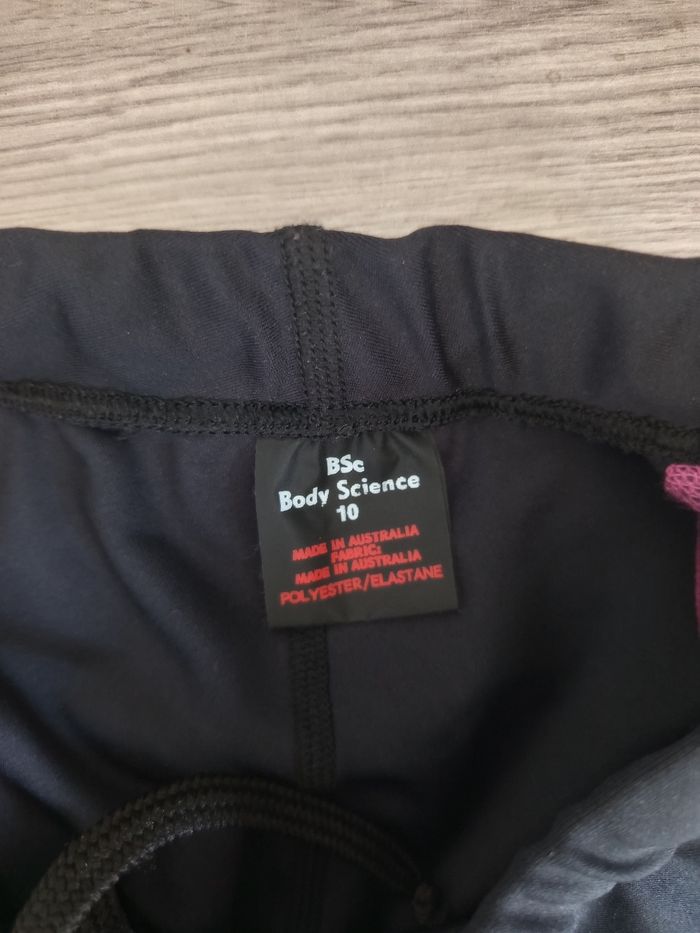 BSc
Body Science
10
MADE IN AUSTRALIA
FABRIC:
MADE IN AUSTRALIA
POLYESTER/ELASTANE